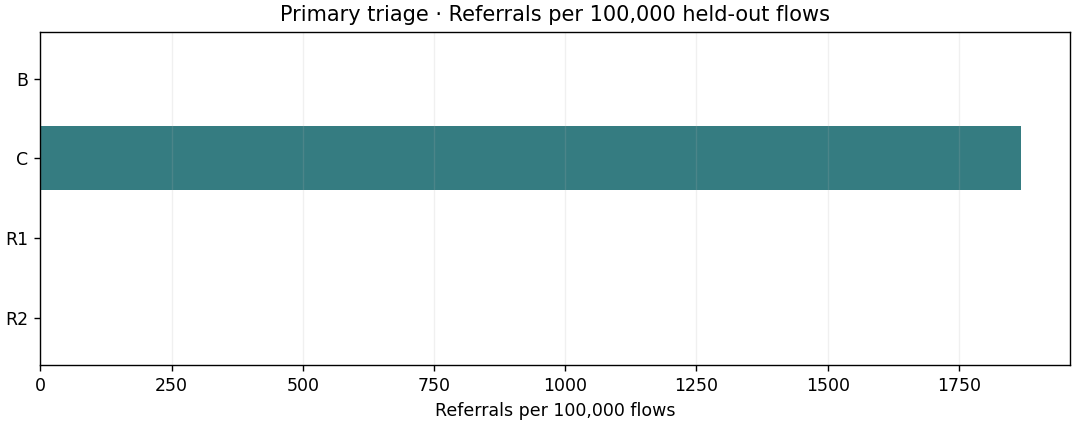 Primary triage · Referrals per 100,000 held-out flows
B
C
R1
R2
0 250 500 750 1000 1250 1500 1750
Referrals per 100,000 flows